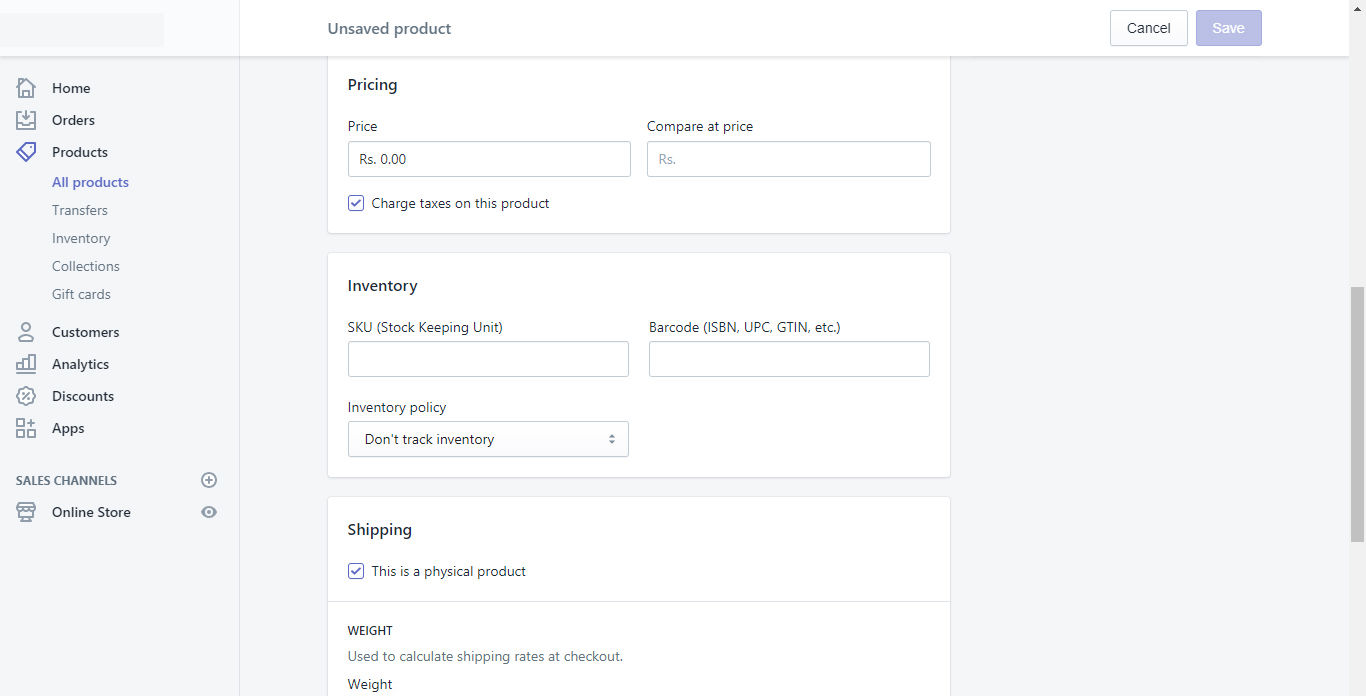 Unsaved product
Cancel
Save
Home
Orders
Products
All products
Transfers
Inventory
Collections
Gift cards
Customers
Analytics
Discounts
Apps
SALES CHANNELS
Online Store
Pricing
Price
Compare at price
Rs. 0.00
Rs.
Charge taxes on this product
Inventory
SKU (Stock Keeping Unit)
Barcode (ISBN, UPC, GTIN, etc.)
Inventory policy
Don't track inventory
Shipping
This is a physical product
WEIGHT
Used to calculate shipping rates at checkout.
Weight